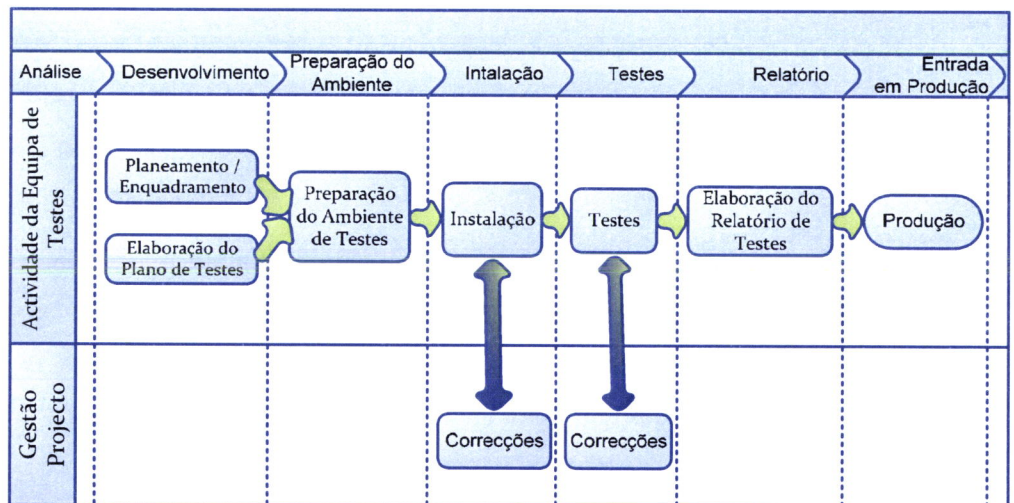 Análise
Desenvolvimento
Preparação do
Ambiente
Intalação
Testes
Relatório
Entrada
em Produção
Actividade da Equipa de
Testes
Planeamento /
Enquadramento
Elaboração do
Plano de Testes
Preparação
do Ambiente
de Testes
Instalação
Testes
Elaboração do
Relatório de
Testes
Produção
Gestão
Projecto
Correcções
Correcções